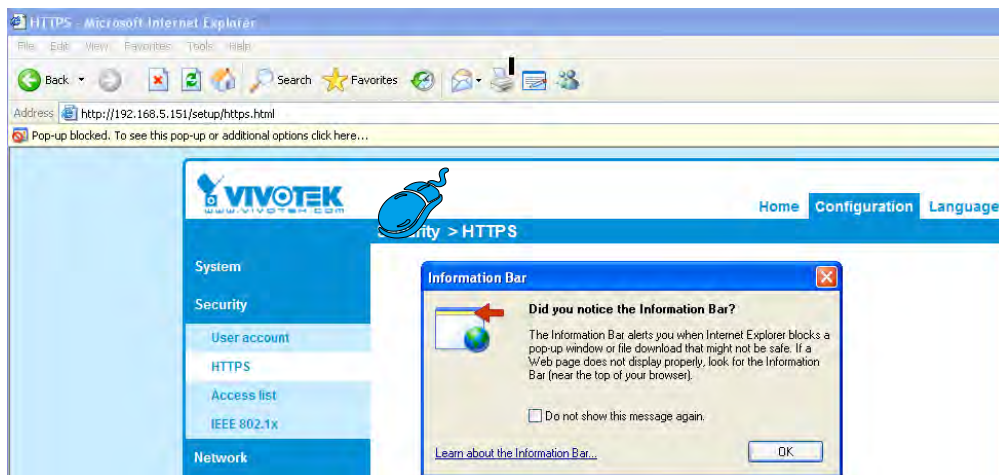 HTTPS - Microsoft Internet Explorer
File Edit View Favorites Tools Help
Back Search Favorites
Address http://192.168.5.151/setup/https.html
Pop-up blocked. To see this pop-up or additional options click here...
VIVOTEK
www.vivotek.com
Home Configuration Language
> HTTPS
System
Security
User account
HTTPS
Access list
IEEE 802.1x
Network
Information Bar
Did you notice the Information Bar?
The Information Bar alerts you when Internet Explorer blocks a
pop-up window or file download that might not be safe. If a
Web page does not display properly, look for the Information
Bar (near the top of your browser).
Do not show this message again.
Learn about the Information Bar...
OK